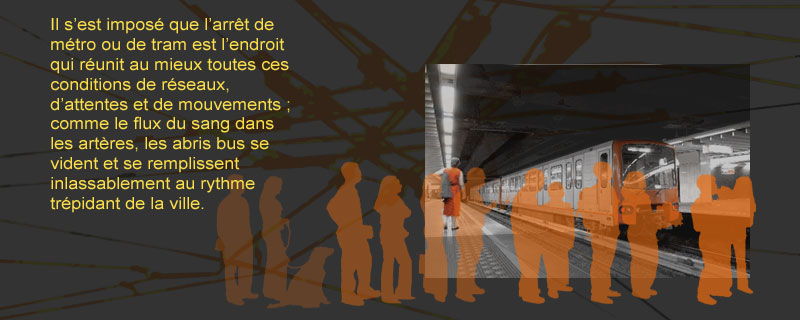 Il s’est imposé que l’arrêt de
métro ou de tram est l’endroit
qui réunit au mieux toutes ces
conditions de réseaux,
d’attentes et de mouvements ;
comme le flux du sang dans
les artères, les abris bus se
vident et se remplissent
inlassablement au rythme
trépidant de la ville.